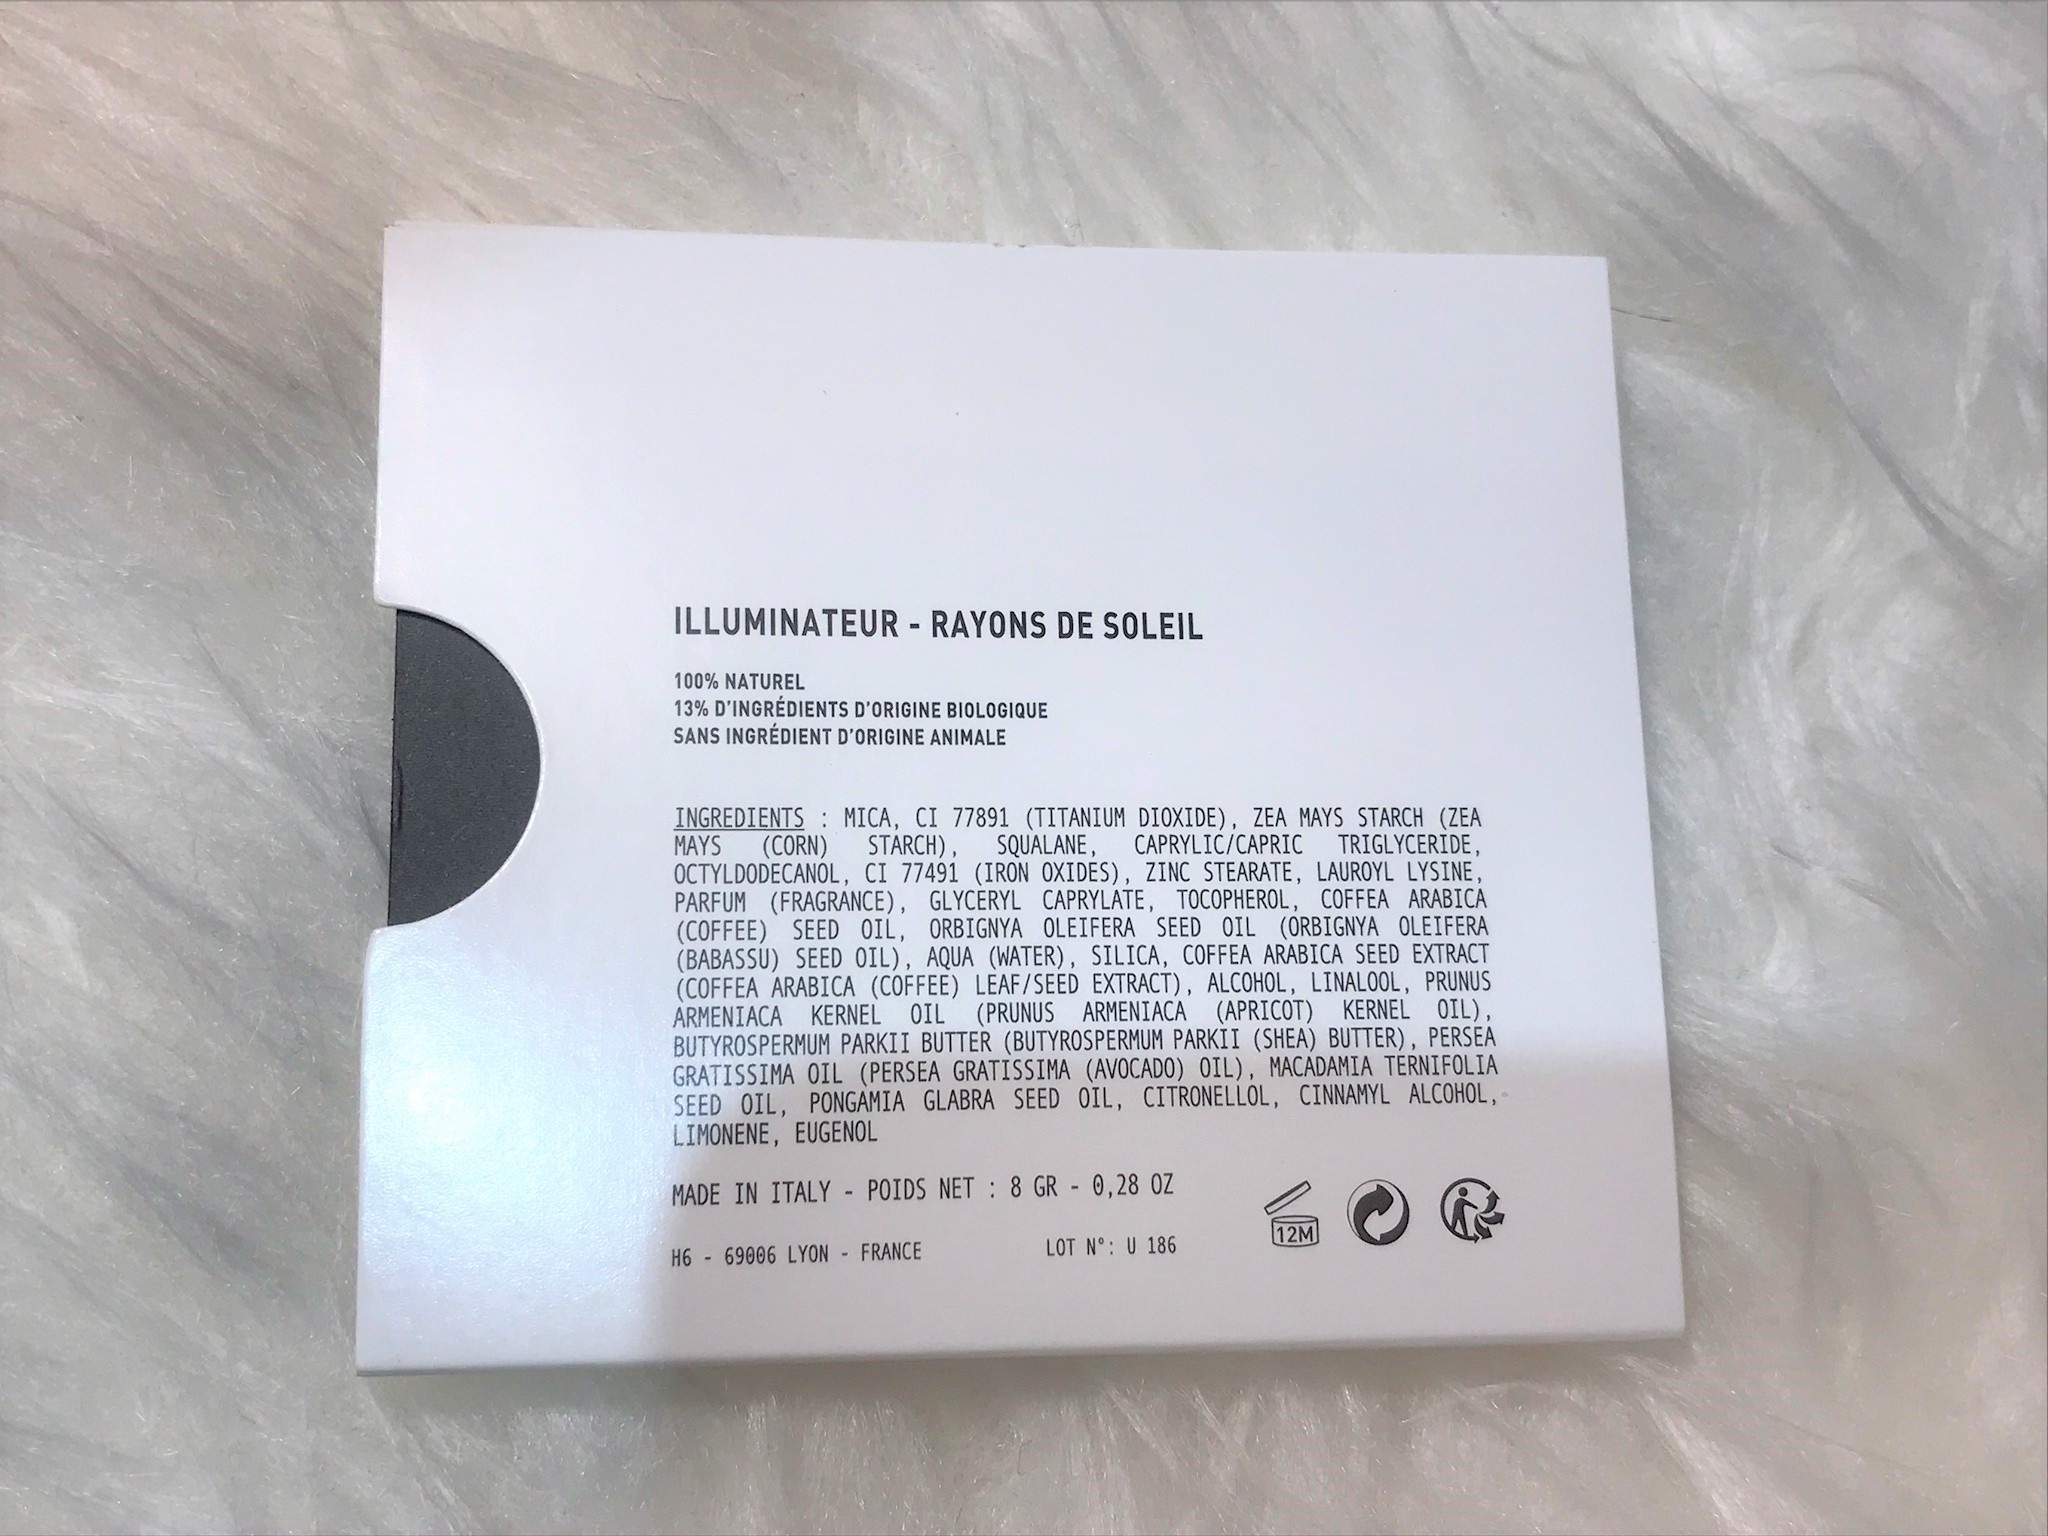 ILLUMINATEUR - RAYONS DE SOLEIL
100% NATUREL
13% D'INGRÉDIENTS D'ORIGINE BIOLOGIQUE
SANS INGRÉDIENT D'ORIGINE ANIMALE
INGREDIENTS : MICA, CI 77891 (TITANIUM DIOXIDE), ZEA MAYS STARCH (ZEA
MAYS (CORN) STARCH), SQUALANE, CAPRYLIC/CAPRIC TRIGLYCERIDE,
OCTYLDODECANOL, CI 77491 (IRON OXIDES), ZINC STEARATE, LAUROYL LYSINE,
PARFUM (FRAGRANCE), GLYCERYL CAPRYLATE, TOCOPHEROL, COFFEA ARABICA
(COFFEE) SEED OIL, ORBIGNYA OLEIFERA SEED OIL (ORBIGNYA OLEIFERA
(BABASSU) SEED OIL), AQUA (WATER), SILICA, COFFEA ARABICA SEED EXTRACT
(COFFEA ARABICA (COFFEE) LEAF/SEED EXTRACT), ALCOHOL, LINALOOL, PRUNUS
ARMENIACA KERNEL OIL (PRUNUS ARMENIACA (APRICOT) KERNEL OIL),
BUTYROSPERMUM PARKII BUTTER (BUTYROSPERMUM PARKII (SHEA) BUTTER), PERSEA
GRATISSIMA OIL (PERSEA GRATISSIMA (AVOCADO) OIL), MACADAMIA TERNIFOLIA
SEED OIL, PONGAMIA GLABRA SEED OIL, CITRONELLOL, CINNAMYL ALCOHOL,
LIMONENE, EUGENOL
MADE IN ITALY - POIDS NET : 8 GR - 0,28 OZ
12M
H6 - 69006 LYON - FRANCE LOT N°: U 186